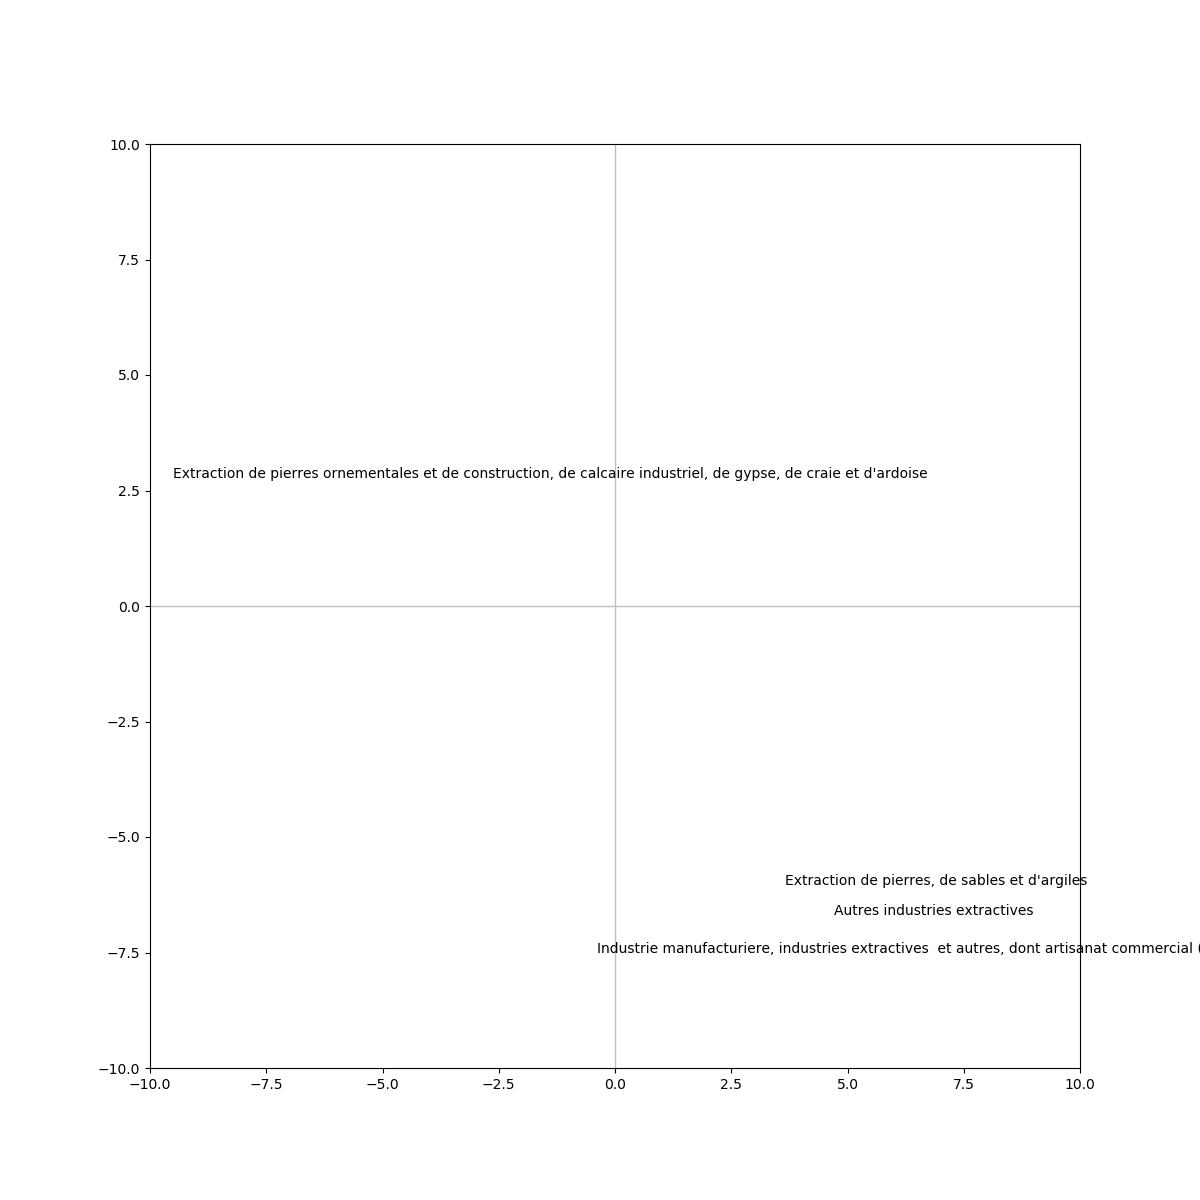 10.0
7.5
5.0
Extraction de pierres ornementales et de construction, de calcaire industriel, de gypse, de craie et d'ardoise
2.5
0.0
−2.5
−5.0
Extraction de pierres, de sables et d'argiles
Autres industries extractives
Industrie manufacturiere, industries extractives  et autres, dont artisanat commercial (
−7.5
−10.0
−10.0 −7.5 −5.0 −2.5 0.0 2.5 5.0 7.5 10.0